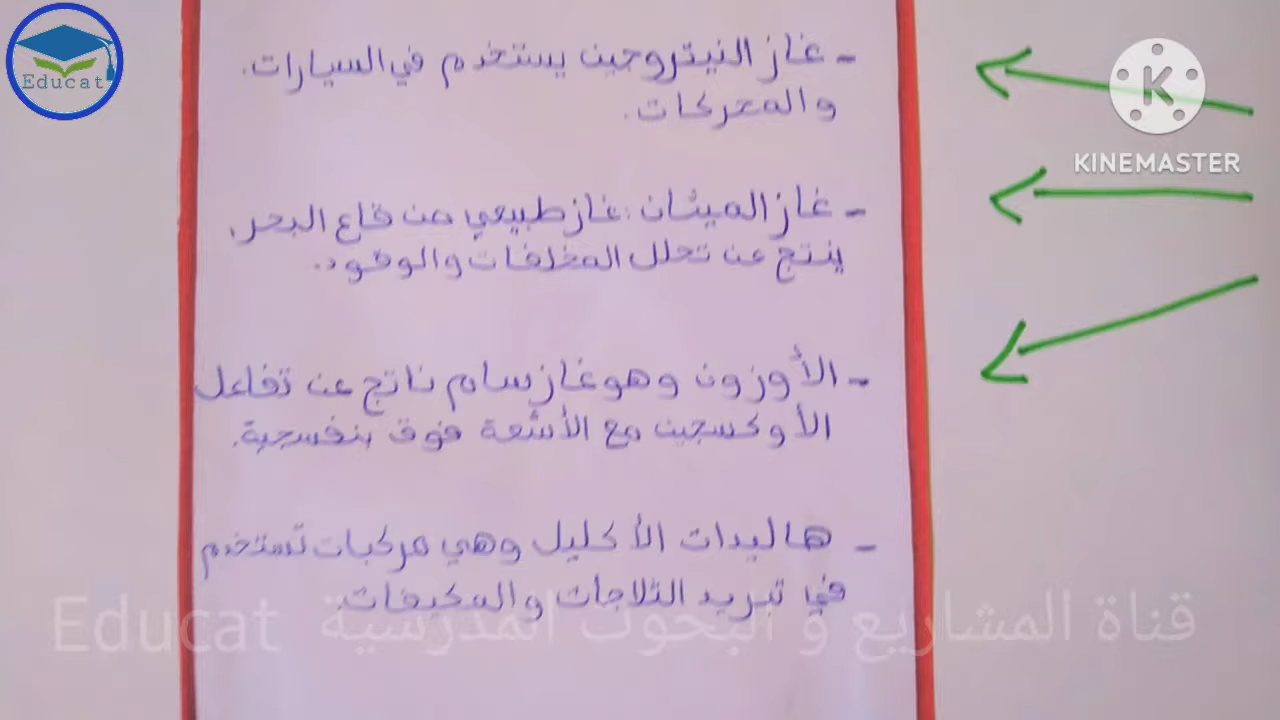 - غاز النيتروجين يستخدم في السيارات.
والمحركات.
- غاز الميثان: غاز طبيعي من قاع البحر،
ينتج عن تحلل المخلفات والوقود.
- الأوزون وهو غاز سام ناتج عن تفاعل
الأوكسجين مع الأشعة فوق بنفسجية.
- هاليدات الأكليل وهي مركبات تستخدم
في تبريد الثلاجات والمكيفات.
قناة المشاريع و البحوث المدرسية Educat
Educat
KINEMASTER
K